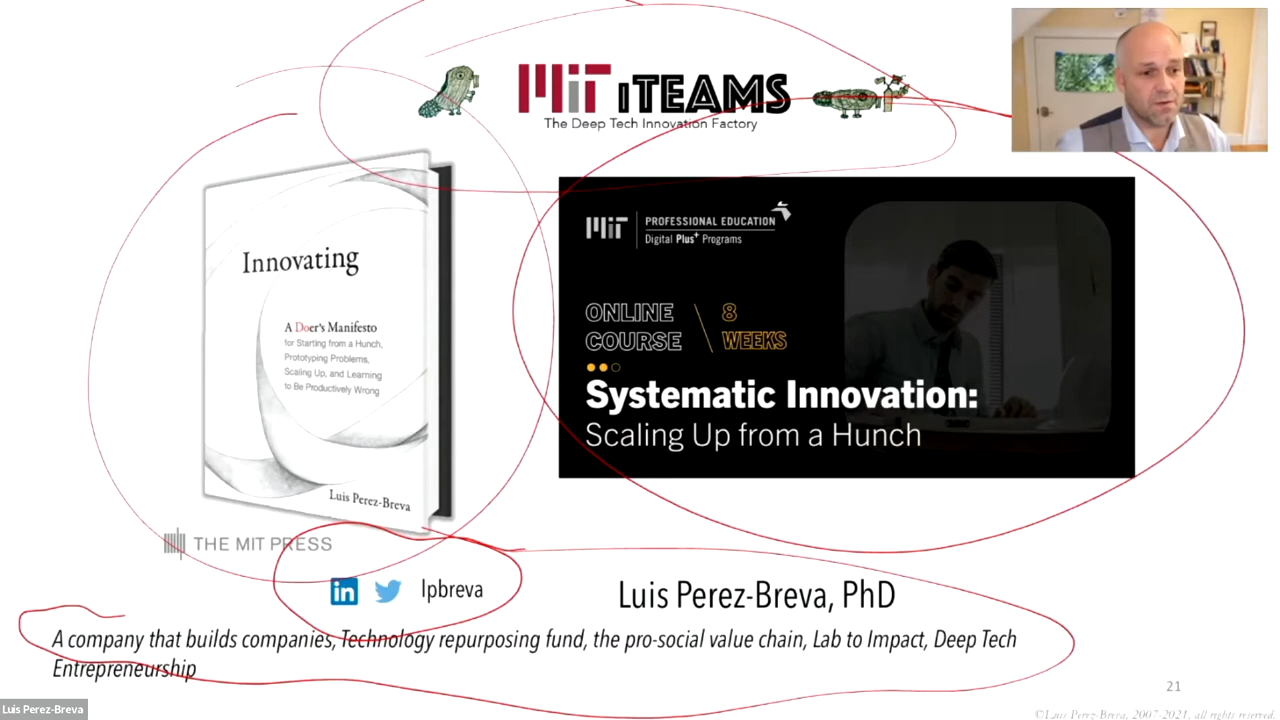 MIT iTEAMS
The Deep Tech Innovation Factory
Innovating
A Doer's Manifesto
for Starting from a Hunch,
Prototyping Problems,
Scaling Up, and Learning
to Be Productively Wrong
Luis Perez-Breva
THE MIT PRESS
MIT PROFESSIONAL EDUCATION
Digital Plus+ Programs
ONLINE 8
COURSE WEEKS
Systematic Innovation:
Scaling Up from a Hunch
in lpbreva
Luis Perez-Breva, PhD
A company that builds companies, Technology repurposing fund, the pro-social value chain, Lab to Impact, Deep Tech
Entrepreneurship
21
©Luis Perez-Breva, 2007-2021, all rights reserved.
Luis Perez-Breva